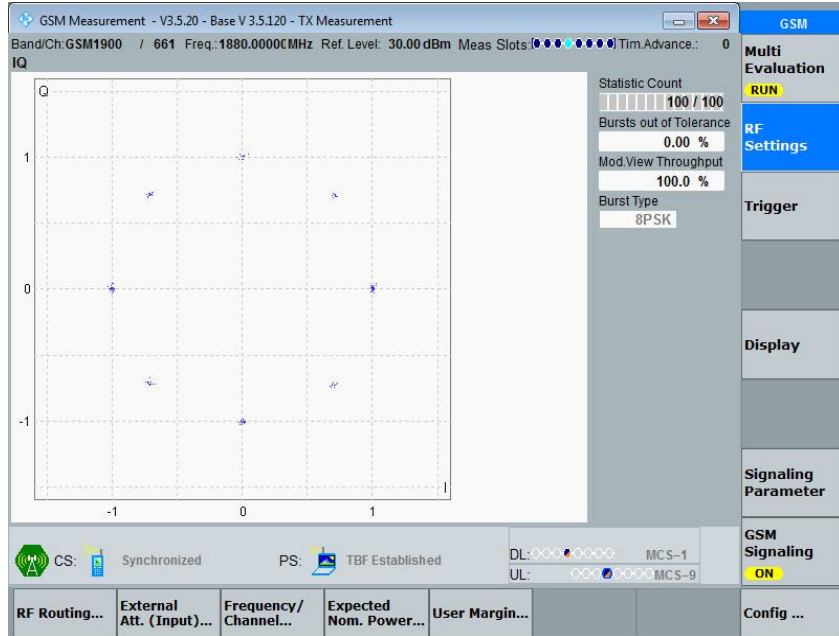 GSM Measurement - V3.5.20 - Base V 3.5.120 - TX Measurement
GSM
Band/Ch:GSM1900 / 661 Freq.:1880.0000(MHz Ref. Level: 30.00 dBm Meas Slots: Tim.Advance.: 0
IQ
Multi
Evaluation
RUN
Q
1
0
-1
I
-1 0 1
Statistic Count
100 / 100
Bursts out of Tolerance
0.00 %
Mod.View Throughput
100.0 %
Burst Type
8PSK
RF
Settings
Trigger
Display
Signaling
Parameter
GSM
Signaling
ON
CS: Synchronized PS: TBF Established DL: MCS-1
UL: MCS-9
RF Routing...
External
Att. (Input)...
Frequency/
Channel...
Expected
Nom. Power...
User Margin...
Config ...